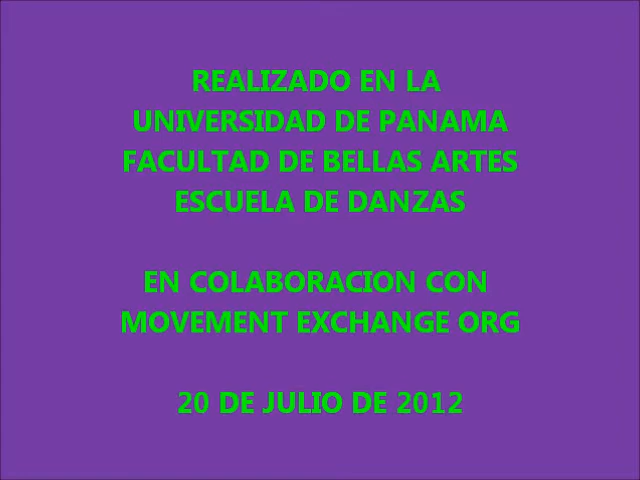 REALIZADO EN LA
UNIVERSIDAD DE PANAMA
FACULTAD DE BELLAS ARTES
ESCUELA DE DANZAS
EN COLABORACION CON
MOVEMENT EXCHANGE ORG
20 DE JULIO DE 2012